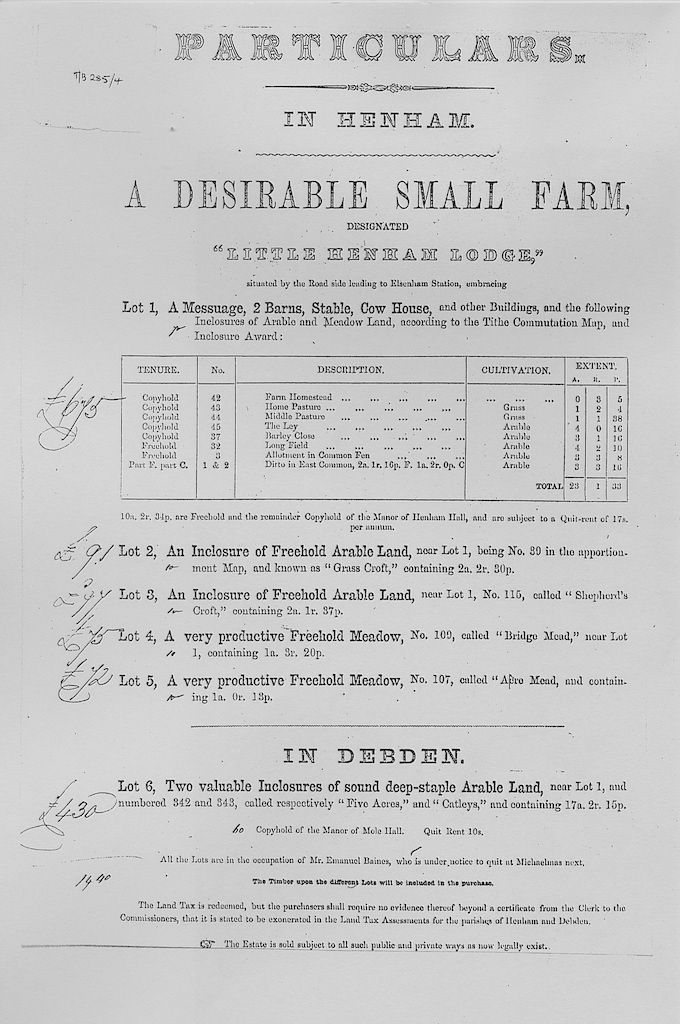 PARTICULARS.
T/B 285/4
IN HENHAM.
A DESIRABLE SMALL FARM,
DESIGNATED
"LITTLE HENHAM LODGE,"
situated by the Road side leading to Elsenham Station, embracing
Lot 1, A Messuage, 2 Barns, Stable, Cow House, and other Buildings, and the following
Inclosures of Arable and Meadow Land, according to the Tithe Commutation Map, and
Inclosure Award:
£675
TENURE. No. DESCRIPTION. CULTIVATION. EXTENT.
A. R. P.
Copyhold 42 Farm Homestead ... ... ... ... ... ... ... ... 0 3 5
Copyhold 43 Home Pasture ... ... ... ... ... Grass 1 2 4
Copyhold 44 Middle Pasture ... ... ... ... ... Grass 1 1 38
Copyhold 45 The Ley ... ... ... ... ... Arable 4 0 16
Copyhold 37 Barley Close ... ... ... ... ... Arable 3 1 16
Freehold 32 Long Field ... ... ... ... ... Arable 4 2 10
Freehold 3 Allotment in Common Fen ... ... ... ... Arable 3 3 8
Part F. part C. 1 & 2 Ditto in East Common, 2a. 1r. 16p. F. 1a. 2r. 0p. C Arable 3 3 16
TOTAL 23 1 33
10a. 2r. 34p. are Freehold and the remainder Copyhold of the Manor of Henham Hall, and are subject to a Quit-rent of 17s.
per annum.
£91 Lot 2, An Inclosure of Freehold Arable Land, near Lot 1, being No. 39 in the apportion-
ment Map, and known as "Grass Croft," containing 2a. 2r. 30p.
£97 Lot 3, An Inclosure of Freehold Arable Land, near Lot 1, No. 115, called "Shepherd's
Croft," containing 2a. 1r. 37p.
£75 Lot 4, A very productive Freehold Meadow, No. 109, called "Bridge Mead," near Lot
1, containing 1a. 3r. 20p.
£72 Lot 5, A very productive Freehold Meadow, No. 107, called "Apro Mead, and contain-
ing 1a. 0r. 13p.
IN DEBDEN.
Lot 6, Two valuable Inclosures of sound deep-staple Arable Land, near Lot 1, and
£430 numbered 342 and 343, called respectively "Five Acres," and "Catleys," and containing 17a. 2r. 15p.
Copyhold of the Manor of Mole Hall. Quit Rent 10s.
All the Lots are in the occupation of Mr. Emanuel Baines, who is under notice to quit at Michaelmas next.
1440
The Timber upon the different Lots will be included in the purchase.
The Land Tax is redeemed, but the purchasers shall require no evidence thereof beyond a certificate from the Clerk to the
Commissioners, that it is stated to be exonerated in the Land Tax Assessments for the parishes of Henham and Debden.
The Estate is sold subject to all such public and private ways as now legally exist.